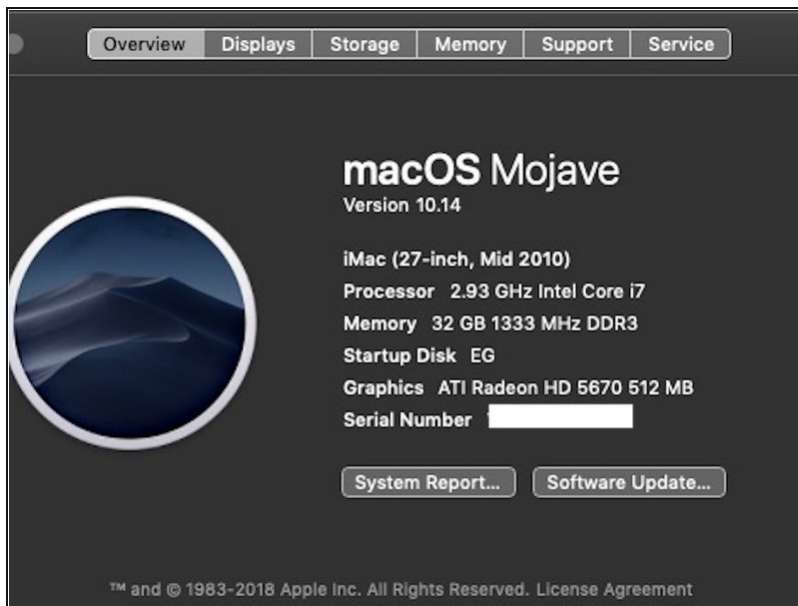 Overview Displays Storage Memory Support Service
macOS Mojave
Version 10.14
iMac (27-inch, Mid 2010)
Processor 2.93 GHz Intel Core i7
Memory 32 GB 1333 MHz DDR3
Startup Disk EG
Graphics ATI Radeon HD 5670 512 MB
Serial Number
System Report... Software Update...
™ and © 1983-2018 Apple Inc. All Rights Reserved. License Agreement